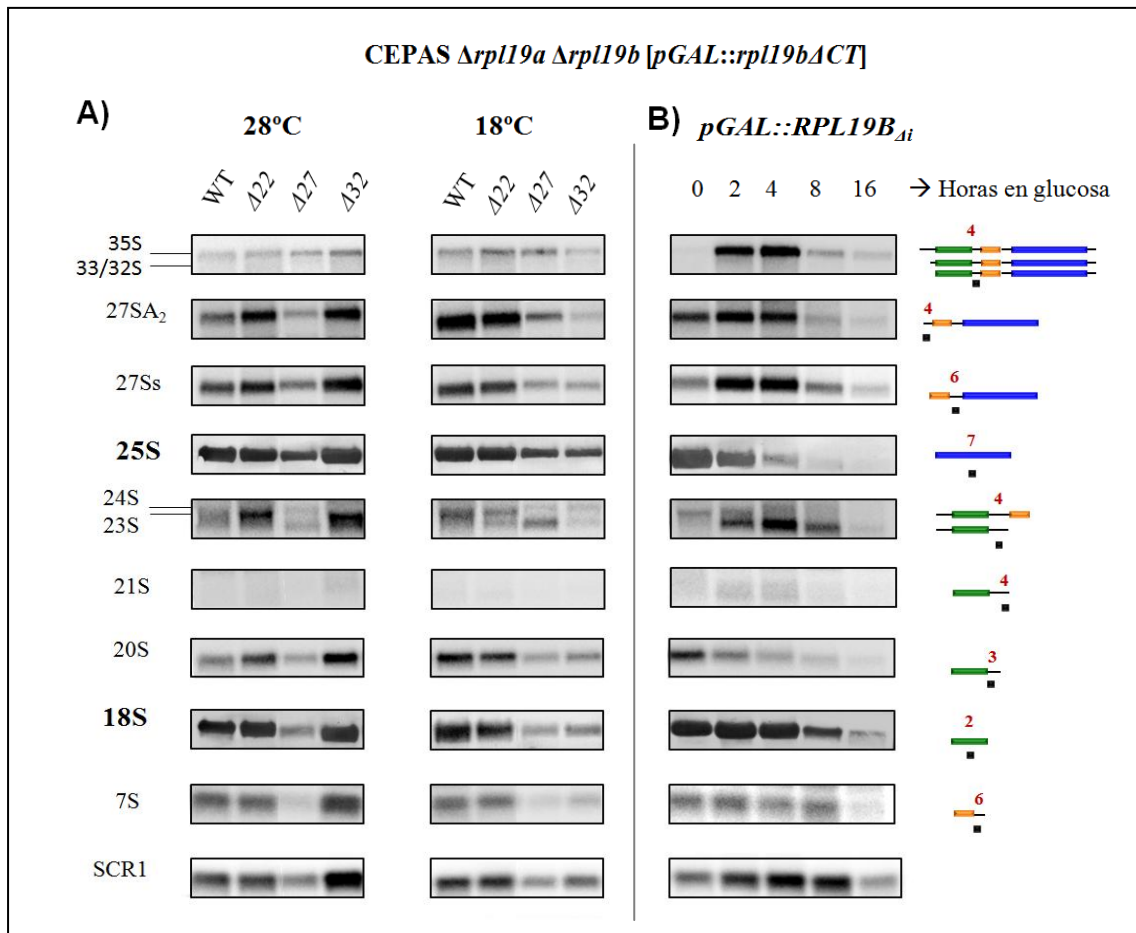 CEPAS Δrpl19a Δrpl19b [pGAL::rpl19bΔCT]
A)
28ºC
18ºC
B) pGAL::RPL19BΔi
WT Δ22 Δ27 Δ32
WT Δ22 Δ27 Δ32
0 2 4 8 16 → Horas en glucosa
35S
33/32S
4
27SA2
4
27Ss
6
25S
7
24S
23S
4
21S
4
20S
3
18S
2
7S
6
SCR1